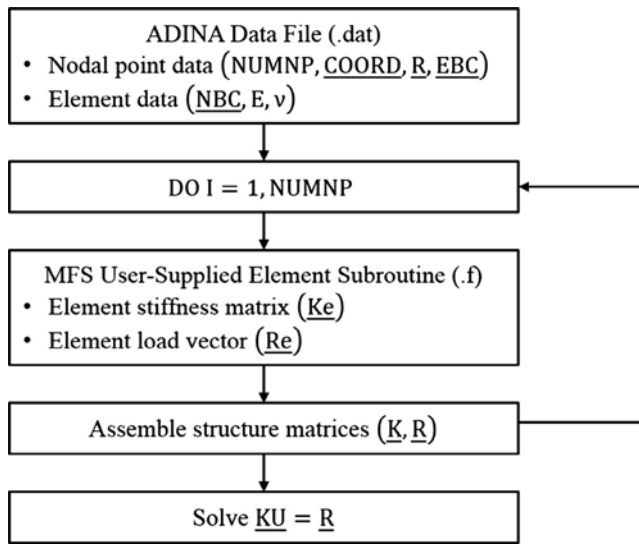 ADINA Data File (.dat)
• Nodal point data (NUMNP, COORD, R, EBC)
• Element data (NBC, E, ν)
DO I = 1, NUMNP
MFS User-Supplied Element Subroutine (.f)
• Element stiffness matrix (Ke)
• Element load vector (Re)
Assemble structure matrices (K, R)
Solve KU = R